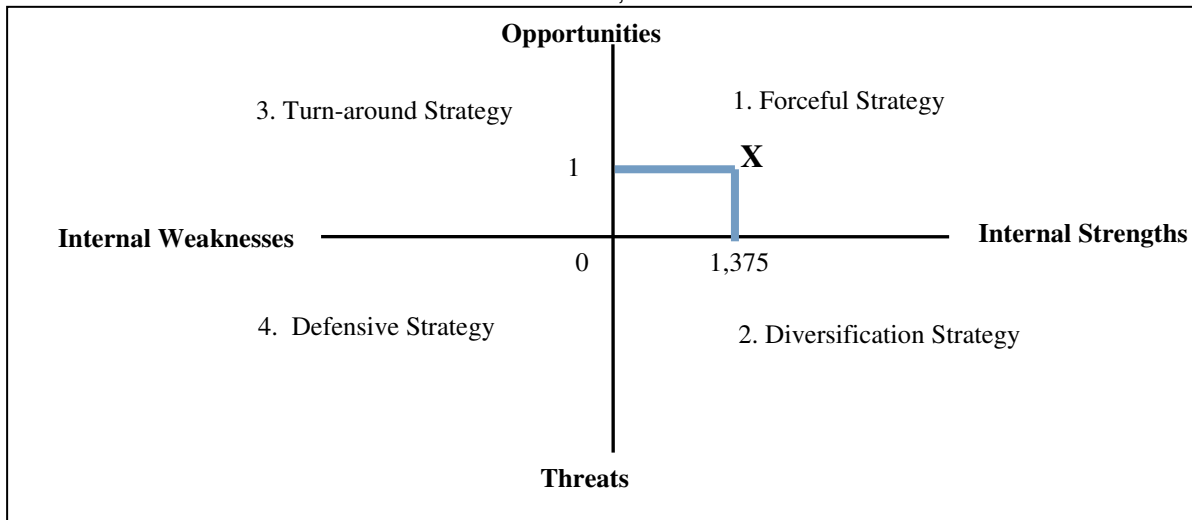 Opportunities
3. Turn-around Strategy
1. Forceful Strategy
X
1
Internal Weaknesses
Internal Strengths
0
1,375
4. Defensive Strategy
2. Diversification Strategy
Threats